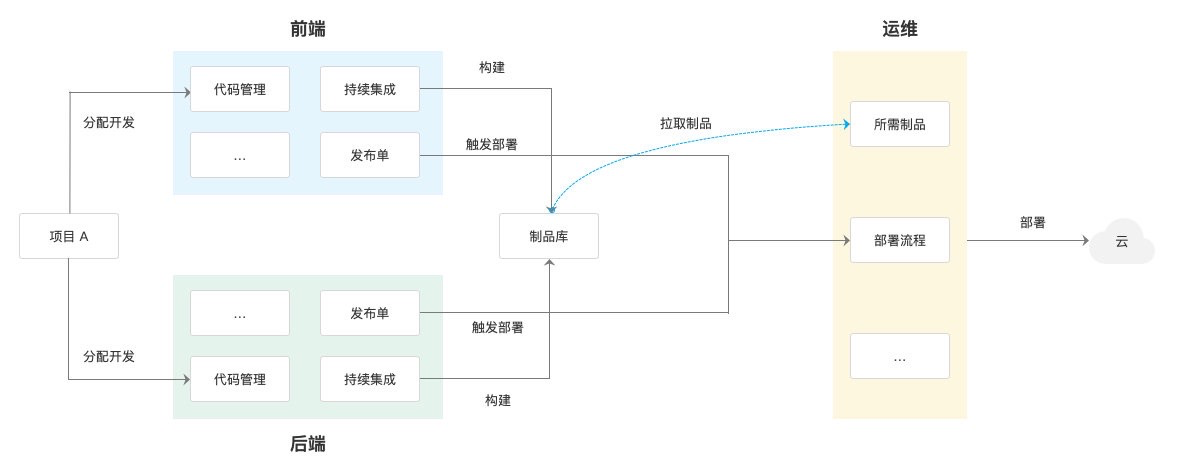 前端
运维
代码管理
持续集成
构建
分配开发
拉取制品
所需制品
...
发布单
触发部署
项目 A
制品库
部署流程
部署
云
...
发布单
触发部署
分配开发
代码管理
持续集成
构建
...
后端